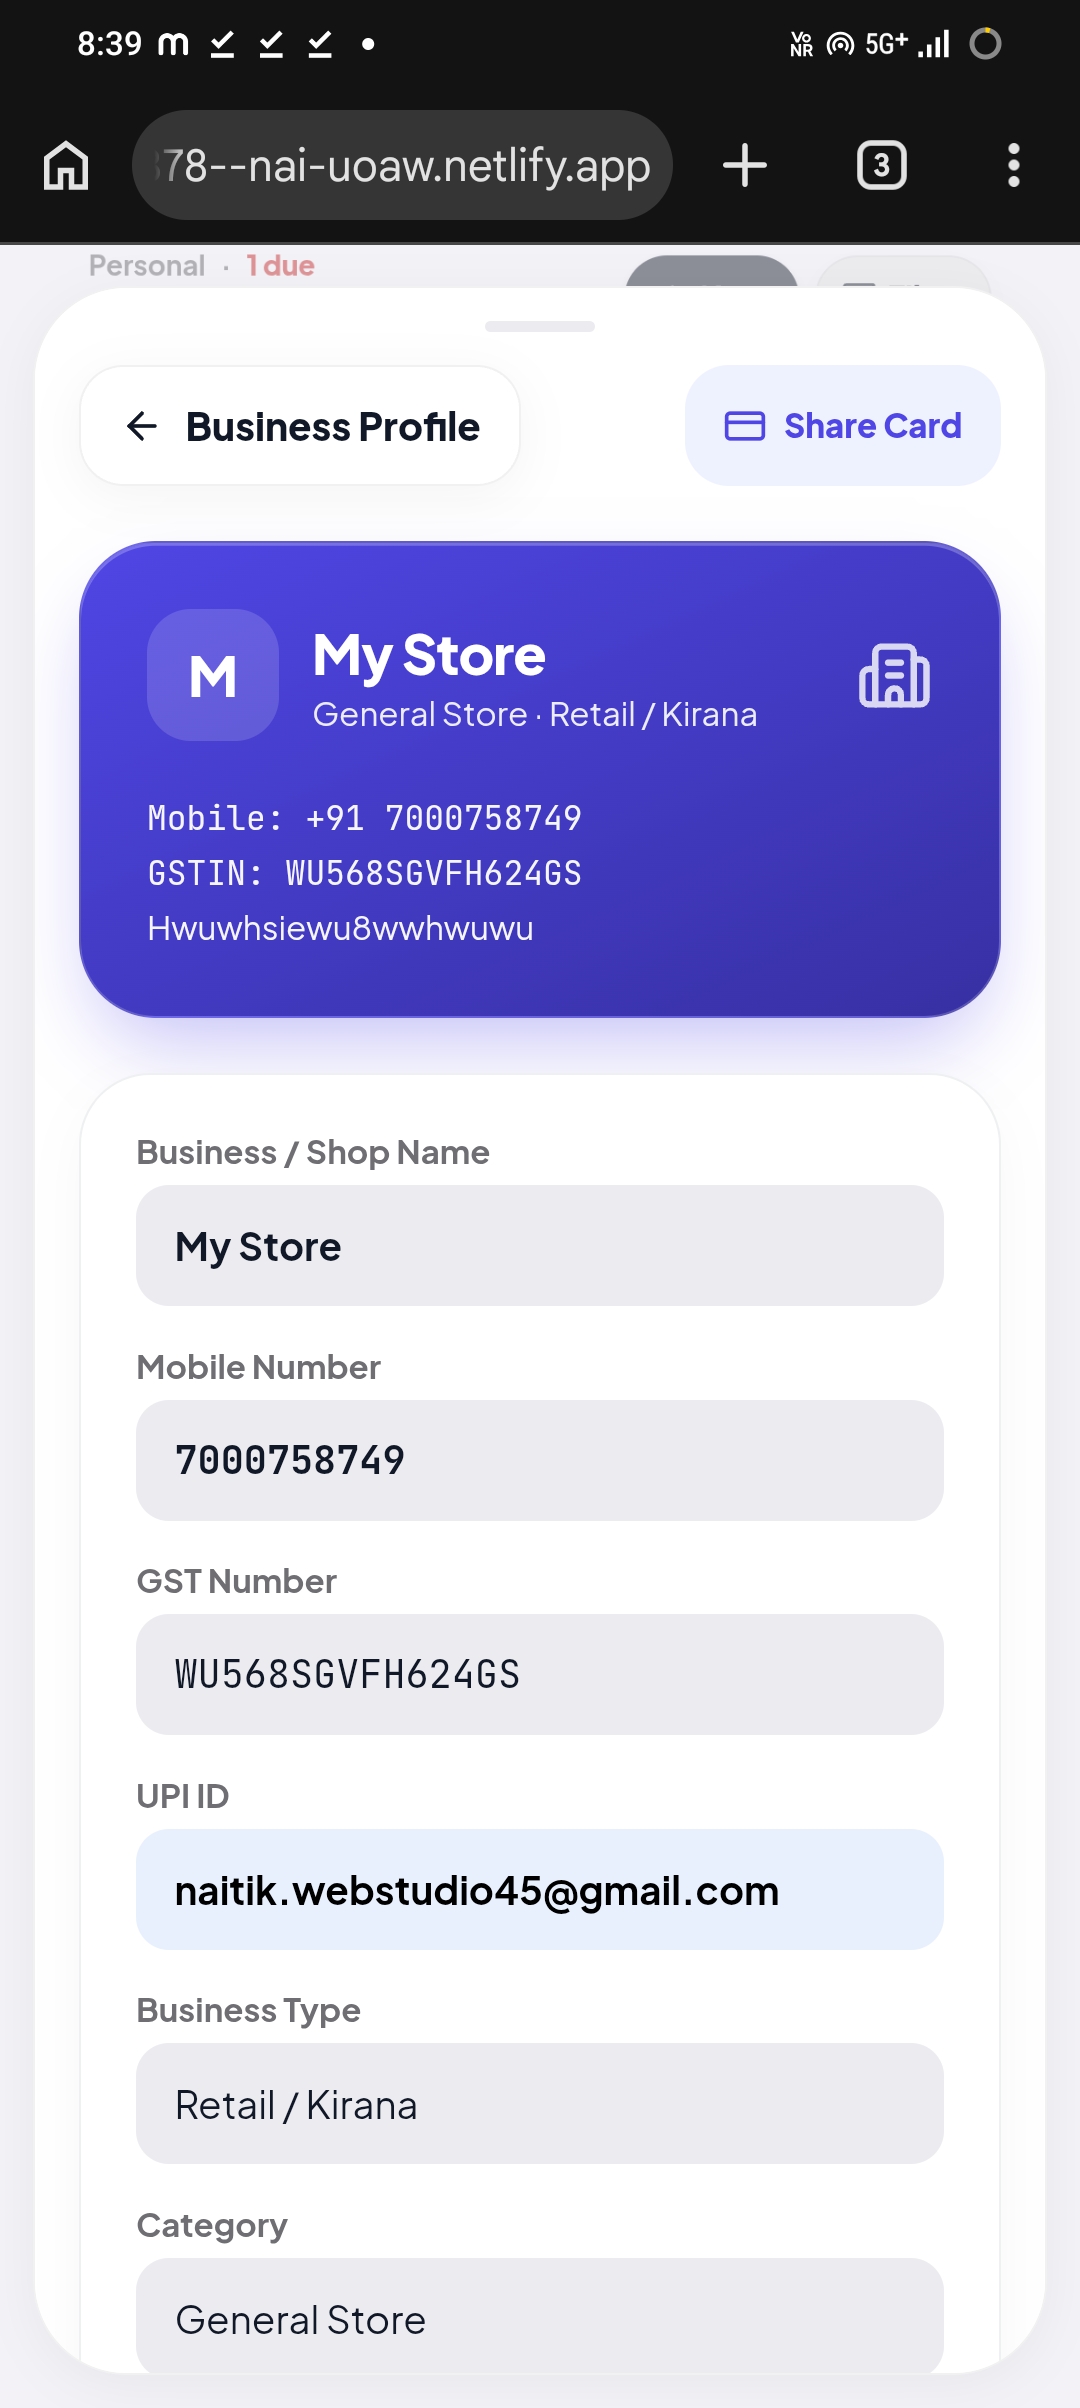 8:39
VoNR 5G+
78--nai-uoaw.netlify.app
3
Personal · 1 due
Business Profile
Share Card
M
My Store
General Store · Retail / Kirana
Mobile: +91 7000758749
GSTIN: WU568SGVFH624GS
Hwuwhsiewu8wwhwuwu
Business / Shop Name
My Store
Mobile Number
7000758749
GST Number
WU568SGVFH624GS
UPI ID
naitik.webstudio45@gmail.com
Business Type
Retail / Kirana
Category
General Store